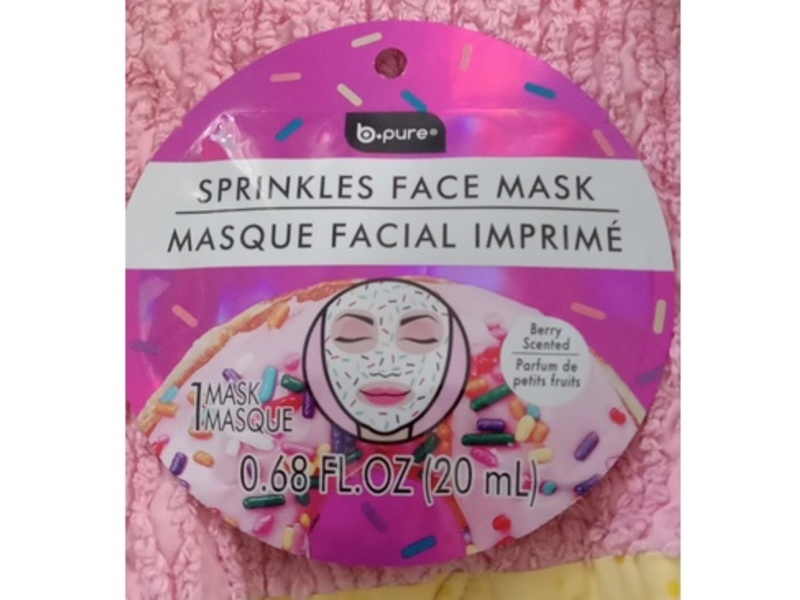 b.pure®
SPRINKLES FACE MASK
MASQUE FACIAL IMPRIMÉ
Berry
Scented
Parfum de
petits fruits
1 MASK
MASQUE
0.68 FL.OZ (20 mL)